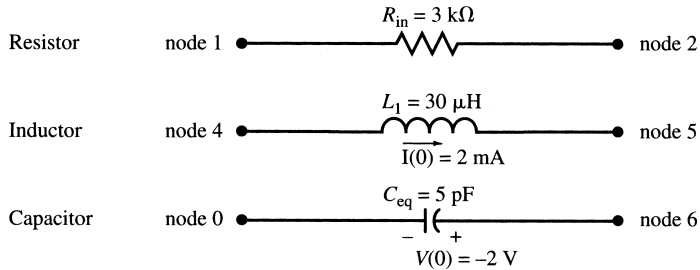 R_in = 3 kΩ
Resistor node 1 node 2
L_1 = 30 μH
Inductor node 4 node 5
I(0) = 2 mA
C_eq = 5 pF
Capacitor node 0 node 6
– +
V(0) = –2 V